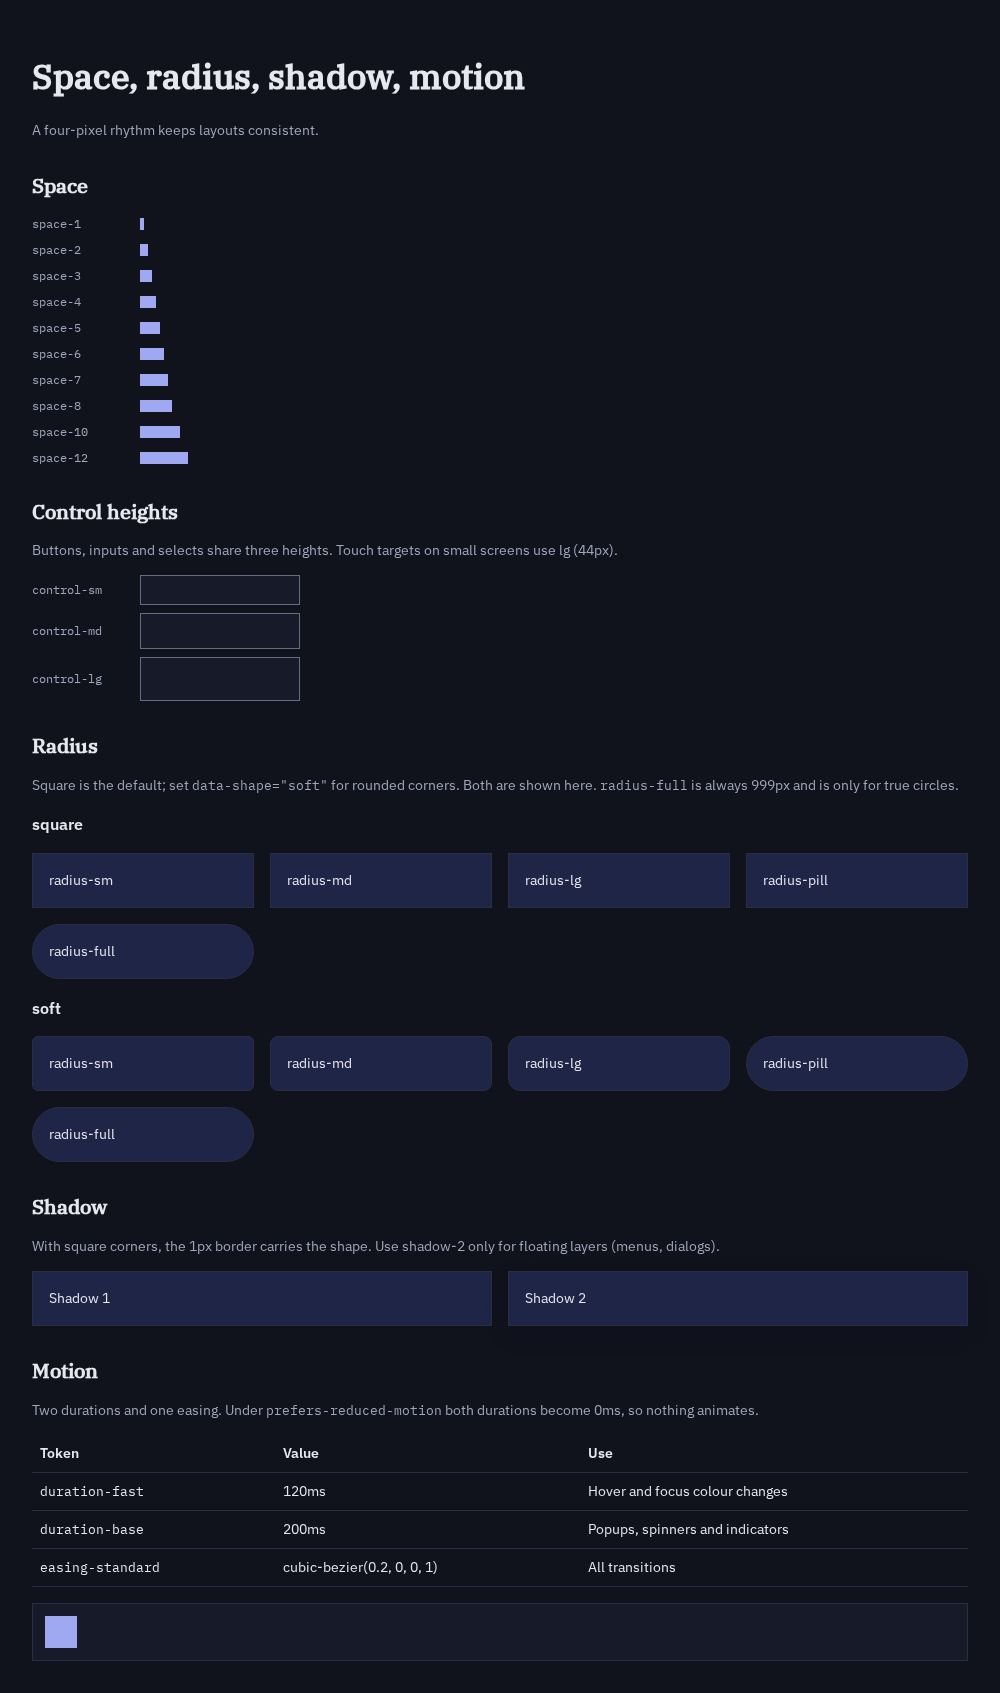 Space, radius, shadow, motion
A four-pixel rhythm keeps layouts consistent.
Space
space-1
space-2
space-3
space-4
space-5
space-6
space-7
space-8
space-10
space-12
Control heights
Buttons, inputs and selects share three heights. Touch targets on small screens use lg (44px).
control-sm
control-md
control-lg
Radius
Square is the default; set data-shape="soft" for rounded corners. Both are shown here. radius-full is always 999px and is only for true circles.
square
radius-sm radius-md radius-lg radius-pill
radius-full
soft
radius-sm radius-md radius-lg radius-pill
radius-full
Shadow
With square corners, the 1px border carries the shape. Use shadow-2 only for floating layers (menus, dialogs).
Shadow 1 Shadow 2
Motion
Two durations and one easing. Under prefers-reduced-motion both durations become 0ms, so nothing animates.
Token Value Use
duration-fast 120ms Hover and focus colour changes
duration-base 200ms Popups, spinners and indicators
easing-standard cubic-bezier(0.2, 0, 0, 1) All transitions